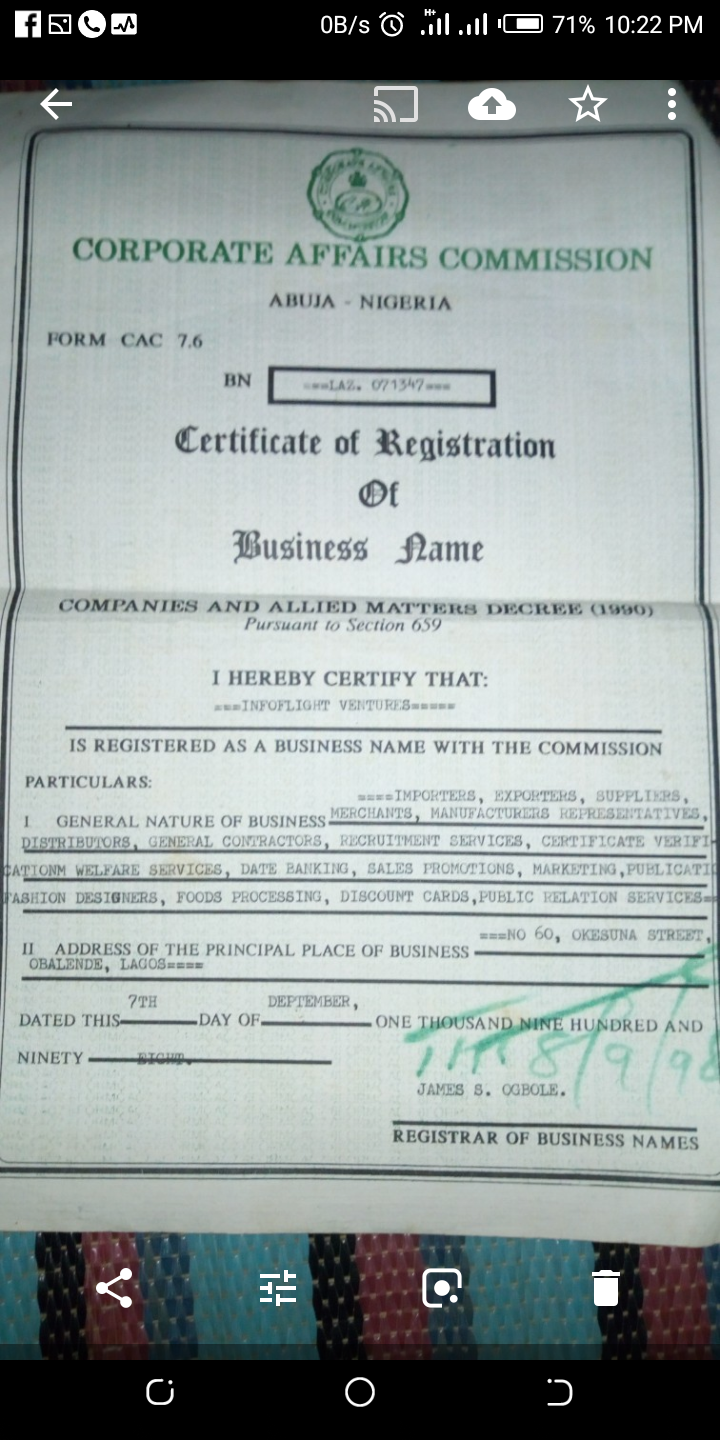 0B/s H+ 71% 10:22 PM
CORPORATE AFFAIRS COMMISSION
ABUJA - NIGERIA
FORM CAC 7.6
BN ===LAZ. 071347===
Certificate of Registration
Of
Business Name
COMPANIES AND ALLIED MATTERS DECREE (1990)
Pursuant to Section 659
I HEREBY CERTIFY THAT:
===INFOFLIGHT VENTURES=====
IS REGISTERED AS A BUSINESS NAME WITH THE COMMISSION
PARTICULARS:
====IMPORTERS, EXPORTERS, SUPPLIERS,
I GENERAL NATURE OF BUSINESS MERCHANTS, MANUFACTURERS REPRESENTATIVES,
DISTRIBUTORS, GENERAL CONTRACTORS, RECRUITMENT SERVICES, CERTIFICATE VERIFI-
CATIONM WELFARE SERVICES, DATE BANKING, SALES PROMOTIONS, MARKETING,PUBLICATIO
FASHION DESIGNERS, FOODS PROCESSING, DISCOUNT CARDS,PUBLIC RELATION SERVICES==
===NO 60, OKESUNA STREET,
II ADDRESS OF THE PRINCIPAL PLACE OF BUSINESS
OBALENDE, LAGOS====
7TH DEPTEMBER,
DATED THIS DAY OF ONE THOUSAND NINE HUNDRED AND
NINETY EIGHT.
8/9/98
JAMES S. OGBOLE.
REGISTRAR OF BUSINESS NAMES